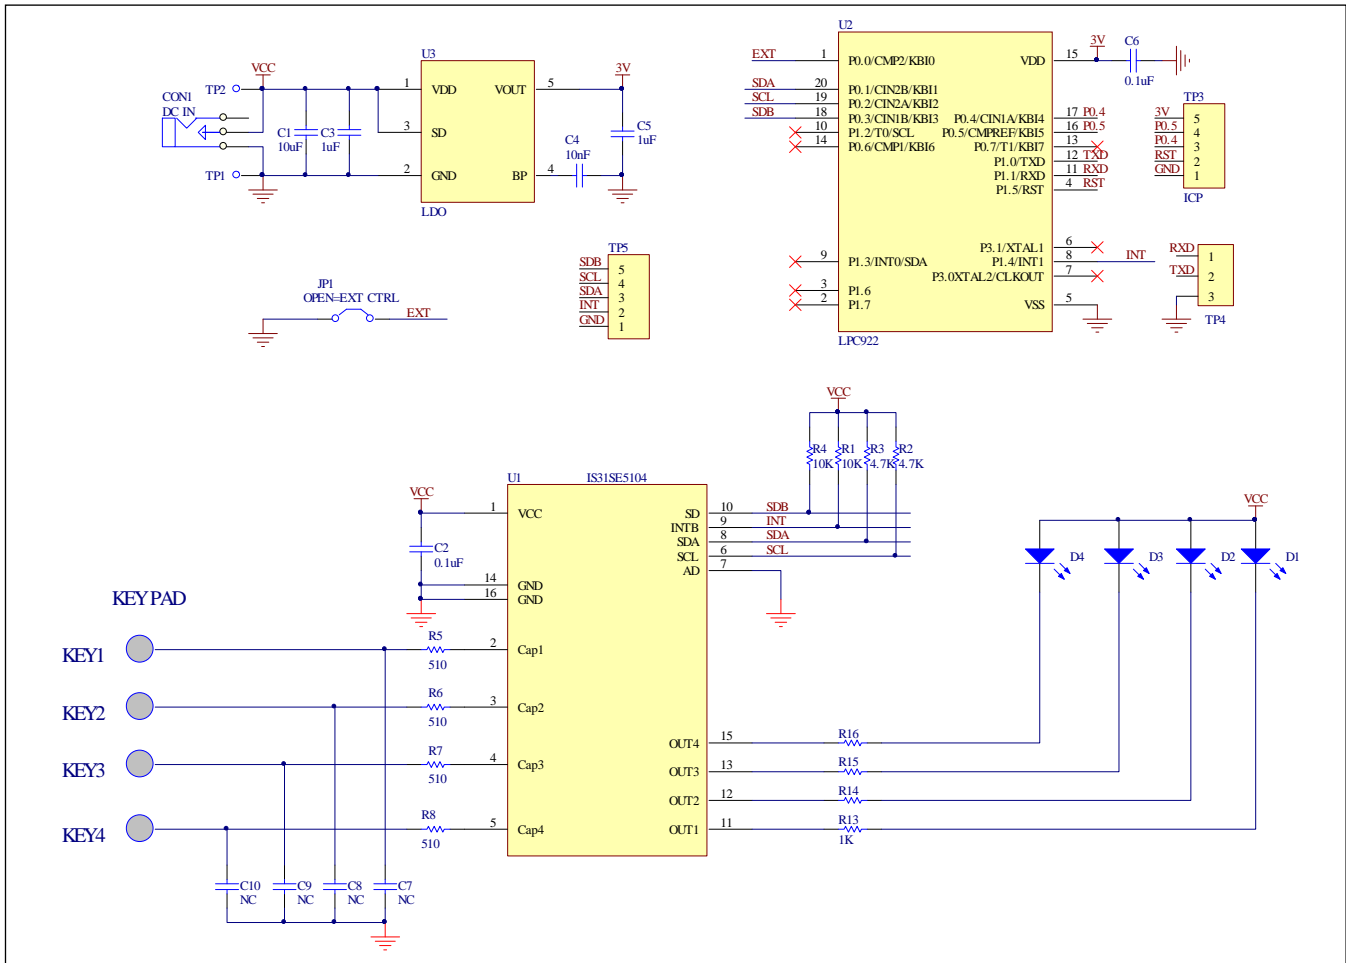 U3
VCC
TP2
CON1
DC IN
TP1
C1
10uF
C3
1uF
1
VDD
VOUT
5
3
SD
2
GND
BP
4
LDO
3V
C4
10nF
C5
1uF
JP1
OPEN=EXT CTRL
EXT
TP5
SDB
5
SCL
4
SDA
3
INT
2
GND
1
U2
EXT
1
P0.0/CMP2/KBI0
SDA
20
P0.1/CIN2B/KBI1
SCL
19
P0.2/CIN2A/KBI2
SDB
18
P0.3/CIN1B/KBI3
10
P1.2/T0/SCL
14
P0.6/CMP1/KBI6
9
P1.3/INT0/SDA
3
P1.6
2
P1.7
VDD
15
3V
C6
0.1uF
P0.4/CIN1A/KBI4
17
P0.4
P0.5/CMPREF/KBI5
16
P0.5
P0.7/T1/KBI7
13
P1.0/TXD
12
TXD
P1.1/RXD
11
RXD
P1.5/RST
4
RST
P3.1/XTAL1
6
P1.4/INT1
8
INT
P3.0XTAL2/CLKOUT
7
VSS
5
LPC922
TP3
3V
5
P0.5
4
P0.4
3
RST
2
GND
1
ICP
RXD
1
TXD
2
3
TP4
VCC
R4
10K
R1
10K
R3
4.7K
R2
4.7K
U1
IS31SE5104
VCC
1
VCC
C2
0.1uF
14
GND
16
GND
SD
10
SDB
INTB
9
INT
SDA
8
SDA
SCL
6
SCL
AD
7
VCC
D4
D3
D2
D1
KEY PAD
KEY1
R5
510
2
Cap1
KEY2
R6
510
3
Cap2
KEY3
R7
510
4
Cap3
KEY4
R8
510
5
Cap4
OUT4
15
R16
OUT3
13
R15
OUT2
12
R14
OUT1
11
R13
1K
C10
NC
C9
NC
C8
NC
C7
NC